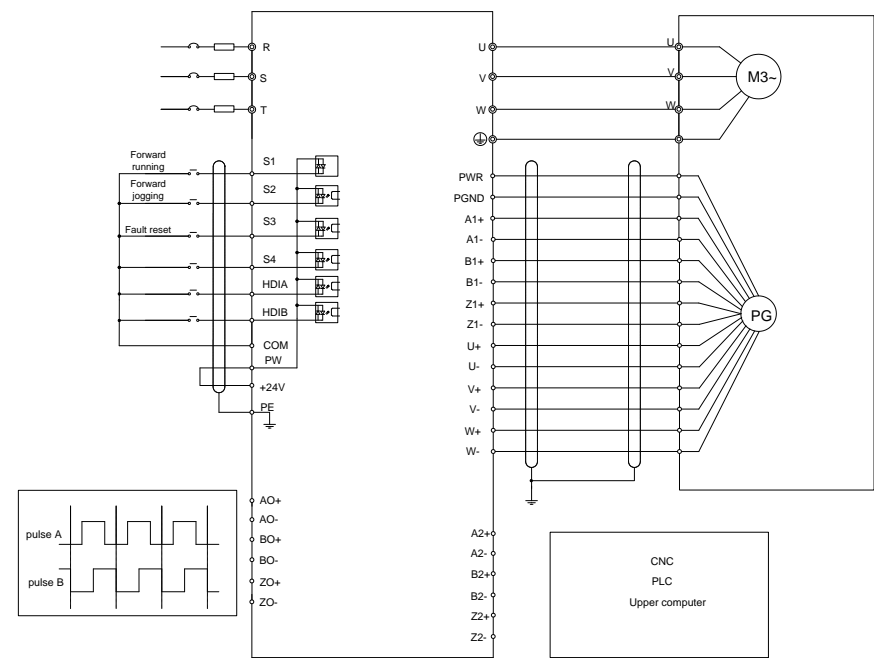 R
S
T
U
V
W
U
V
W
M3~
Forward
running
Forward
jogging
Fault reset
S1
S2
S3
S4
HDIA
HDIB
COM
PW
+24V
PE
PWR
PGND
A1+
A1-
B1+
B1-
Z1+
Z1-
U+
U-
V+
V-
W+
W-
PG
pulse A
pulse B
AO+
AO-
BO+
BO-
ZO+
ZO-
A2+
A2-
B2+
B2-
Z2+
Z2-
CNC
PLC
Upper computer